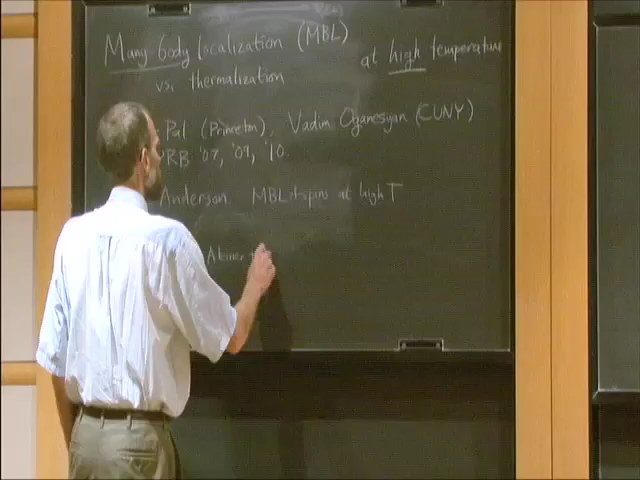 Many body localization (MBL) at high temperature
vs. thermalization
Pal (Princeton), Vadim Oganesyan (CUNY)
PRB '07, '09, '10.
Anderson: MBL of spins at high T